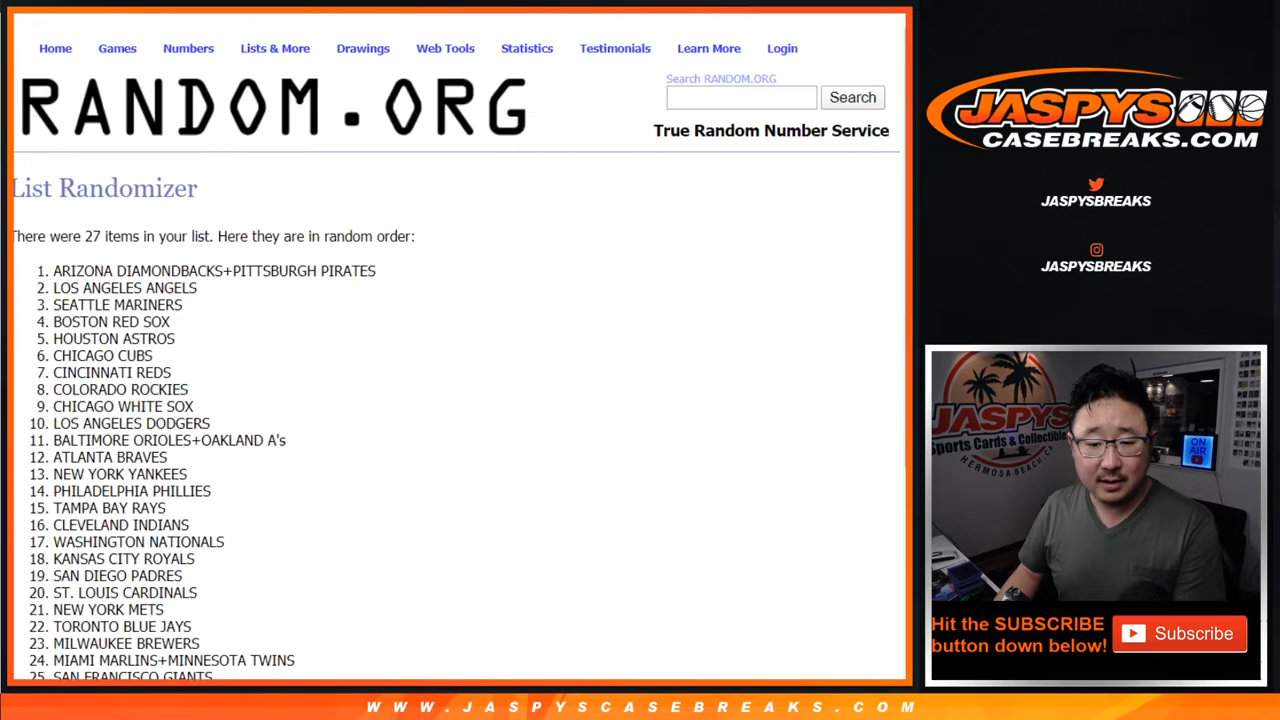 Home Games Numbers Lists & More Drawings Web Tools Statistics Testimonials Learn More Login
RANDOM.ORG
Search RANDOM.ORG
Search
True Random Number Service
List Randomizer
There were 27 items in your list. Here they are in random order:
1. ARIZONA DIAMONDBACKS+PITTSBURGH PIRATES
2. LOS ANGELES ANGELS
3. SEATTLE MARINERS
4. BOSTON RED SOX
5. HOUSTON ASTROS
6. CHICAGO CUBS
7. CINCINNATI REDS
8. COLORADO ROCKIES
9. CHICAGO WHITE SOX
10. LOS ANGELES DODGERS
11. BALTIMORE ORIOLES+OAKLAND A's
12. ATLANTA BRAVES
13. NEW YORK YANKEES
14. PHILADELPHIA PHILLIES
15. TAMPA BAY RAYS
16. CLEVELAND INDIANS
17. WASHINGTON NATIONALS
18. KANSAS CITY ROYALS
19. SAN DIEGO PADRES
20. ST. LOUIS CARDINALS
21. NEW YORK METS
22. TORONTO BLUE JAYS
23. MILWAUKEE BREWERS
24. MIAMI MARLINS+MINNESOTA TWINS
25. SAN FRANCISCO GIANTS
JASPYS
CASEBREAKS.COM
JASPYSBREAKS
JASPYSBREAKS
JASPYS
Sports Cards & Collectibles
HERMOSA BEACH, CA
ON AIR
Hit the SUBSCRIBE
button down below!
Subscribe
WWW.JASPYSCASEBREAKS.COM